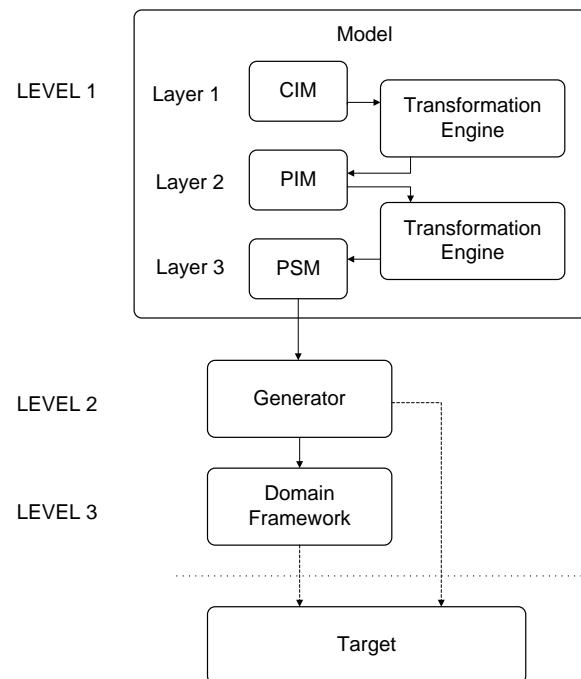 Model
LEVEL 1
Layer 1
CIM
Transformation
Engine
Layer 2
PIM
Transformation
Engine
Layer 3
PSM
LEVEL 2
Generator
LEVEL 3
Domain
Framework
Target